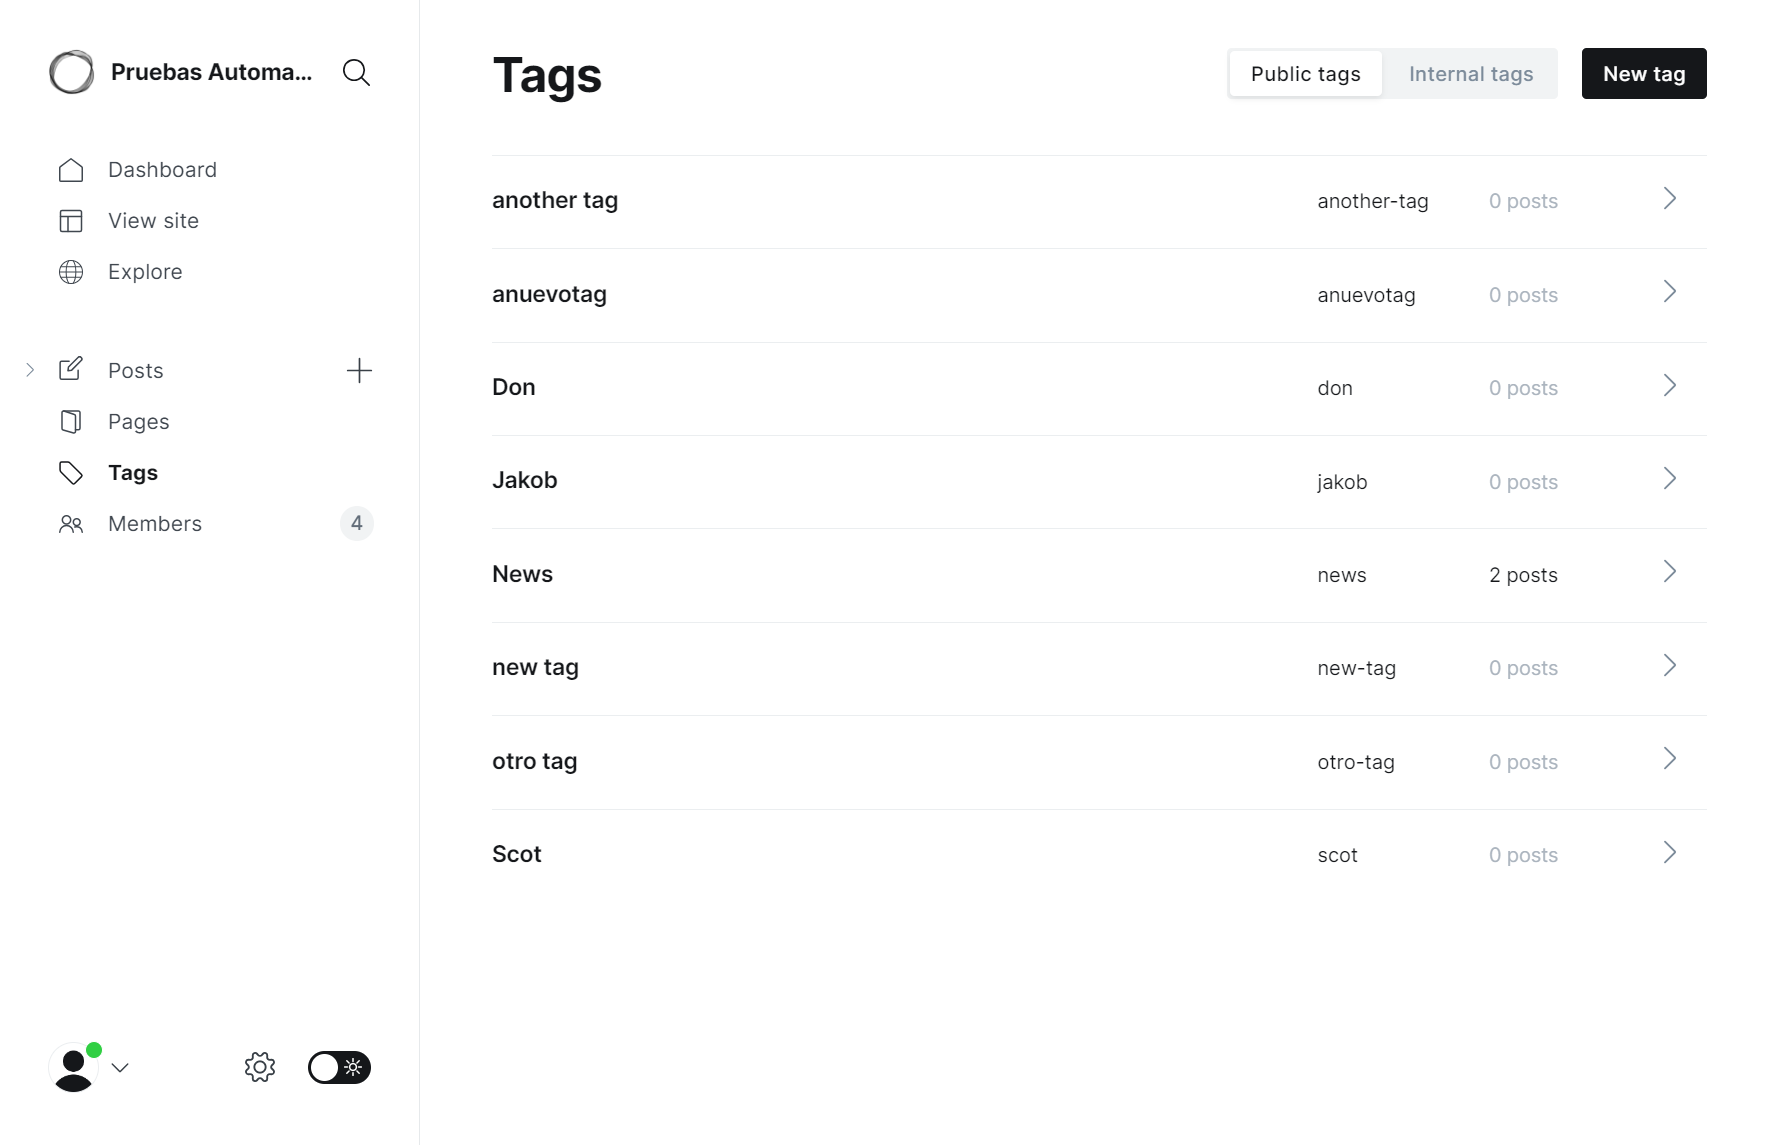 Pruebas Automa...
Dashboard
View site
Explore
Posts
Pages
Tags
Members 4
Tags
Public tags Internal tags New tag
another tag another-tag 0 posts
anuevotag anuevotag 0 posts
Don don 0 posts
Jakob jakob 0 posts
News news 2 posts
new tag new-tag 0 posts
otro tag otro-tag 0 posts
Scot scot 0 posts